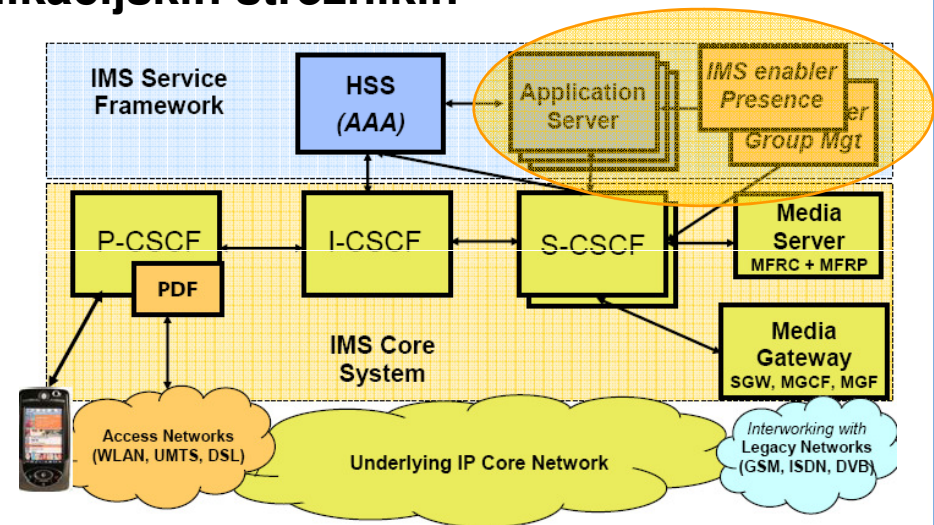 IMS Service
Framework
HSS
(AAA)
Application
Server
IMS enabler
Presence
er
Group Mgt
P-CSCF
PDF
I-CSCF
S-CSCF
Media
Server
MFRC + MFRP
IMS Core
System
Media
Gateway
SGW, MGCF, MGF
Access Networks
(WLAN, UMTS, DSL)
Underlying IP Core Network
Interworking with
Legacy Networks
(GSM, ISDN, DVB)